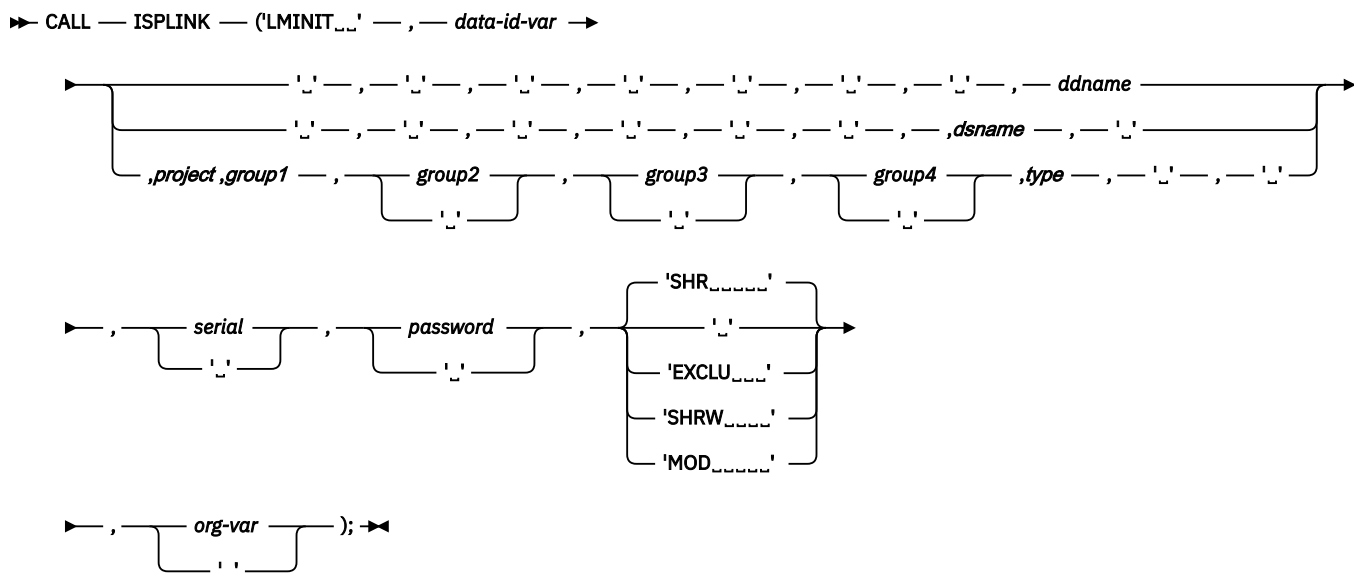 CALL ISPLINK ('LMINIT␣␣' , data-id-var
'␣' , '␣' , '␣' , '␣' , '␣' , '␣' , '␣' , ddname
'␣' , '␣' , '␣' , '␣' , '␣' , '␣' , ,dsname , '␣'
,project ,group1 , group2 , group3 , group4 ,type , '␣' , '␣'
'␣' '␣' '␣'
'SHR␣␣␣␣␣'
, serial , password , '␣'
'␣' '␣' 'EXCLU␣␣␣'
'SHRW␣␣␣␣'
'MOD␣␣␣␣␣'
, org-var );
'␣'